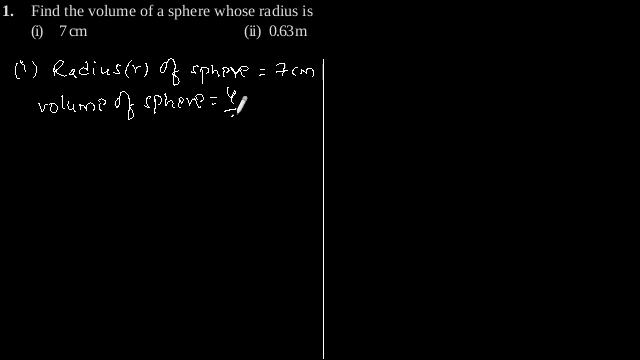 1. Find the volume of a sphere whose radius is
(i) 7 cm (ii) 0.63 m
(i) Radius(r) of sphere = 7cm
volume of sphere = 4